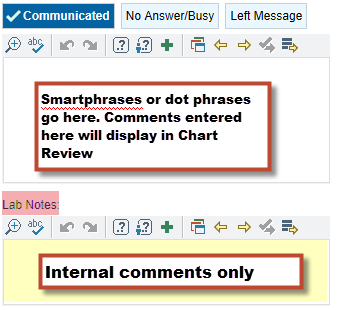 Communicated No Answer/Busy Left Message
Smartphrases or dot phrases
go here. Comments entered
here will display in Chart
Review
Lab Notes:
Internal comments only